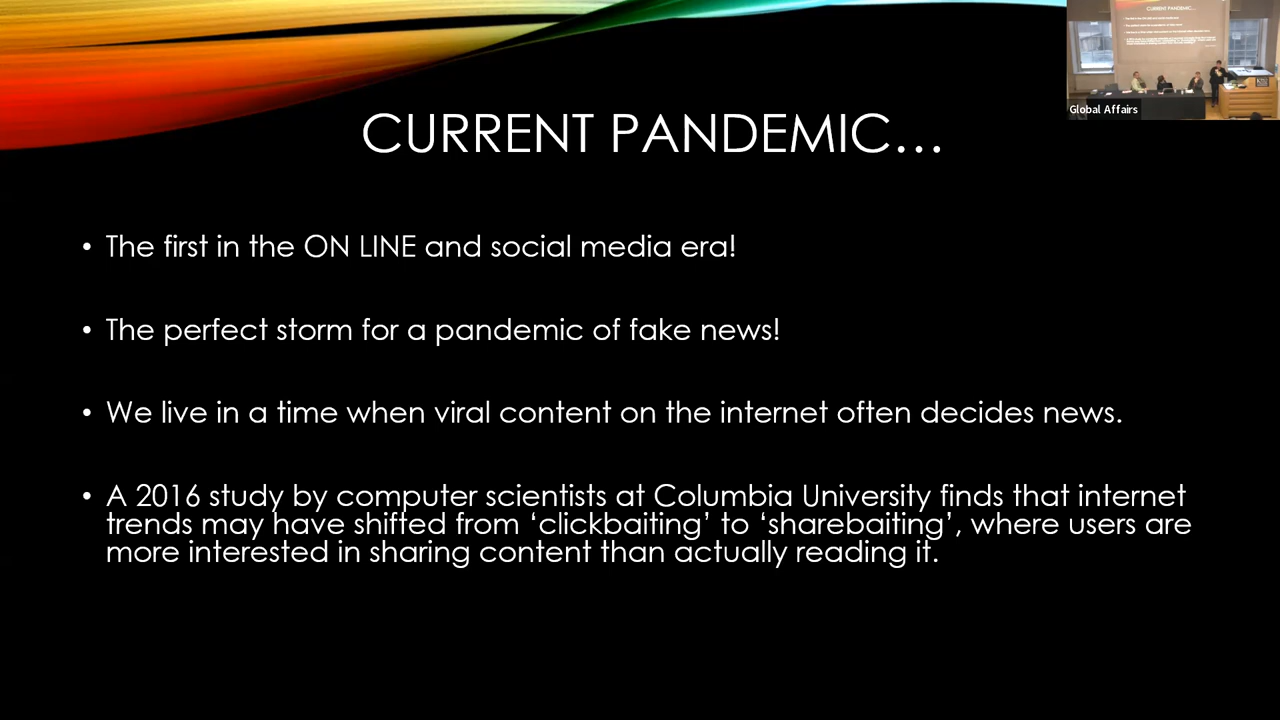 CURRENT PANDEMIC...
Global Affairs
CURRENT PANDEMIC…
• The first in the ON LINE and social media era!
• The perfect storm for a pandemic of fake news!
• We live in a time when viral content on the internet often decides news.
• A 2016 study by computer scientists at Columbia University finds that internet
trends may have shifted from ‘clickbaiting’ to ‘sharebaiting’, where users are
more interested in sharing content than actually reading it.